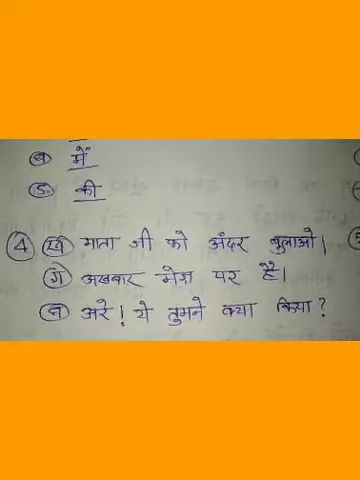 ब में
ड. की
4 ख माता जी को अंदर बुलाओ।
ग अखबार मेज़ पर है।
ब अरे! ये तुमने क्या किया?